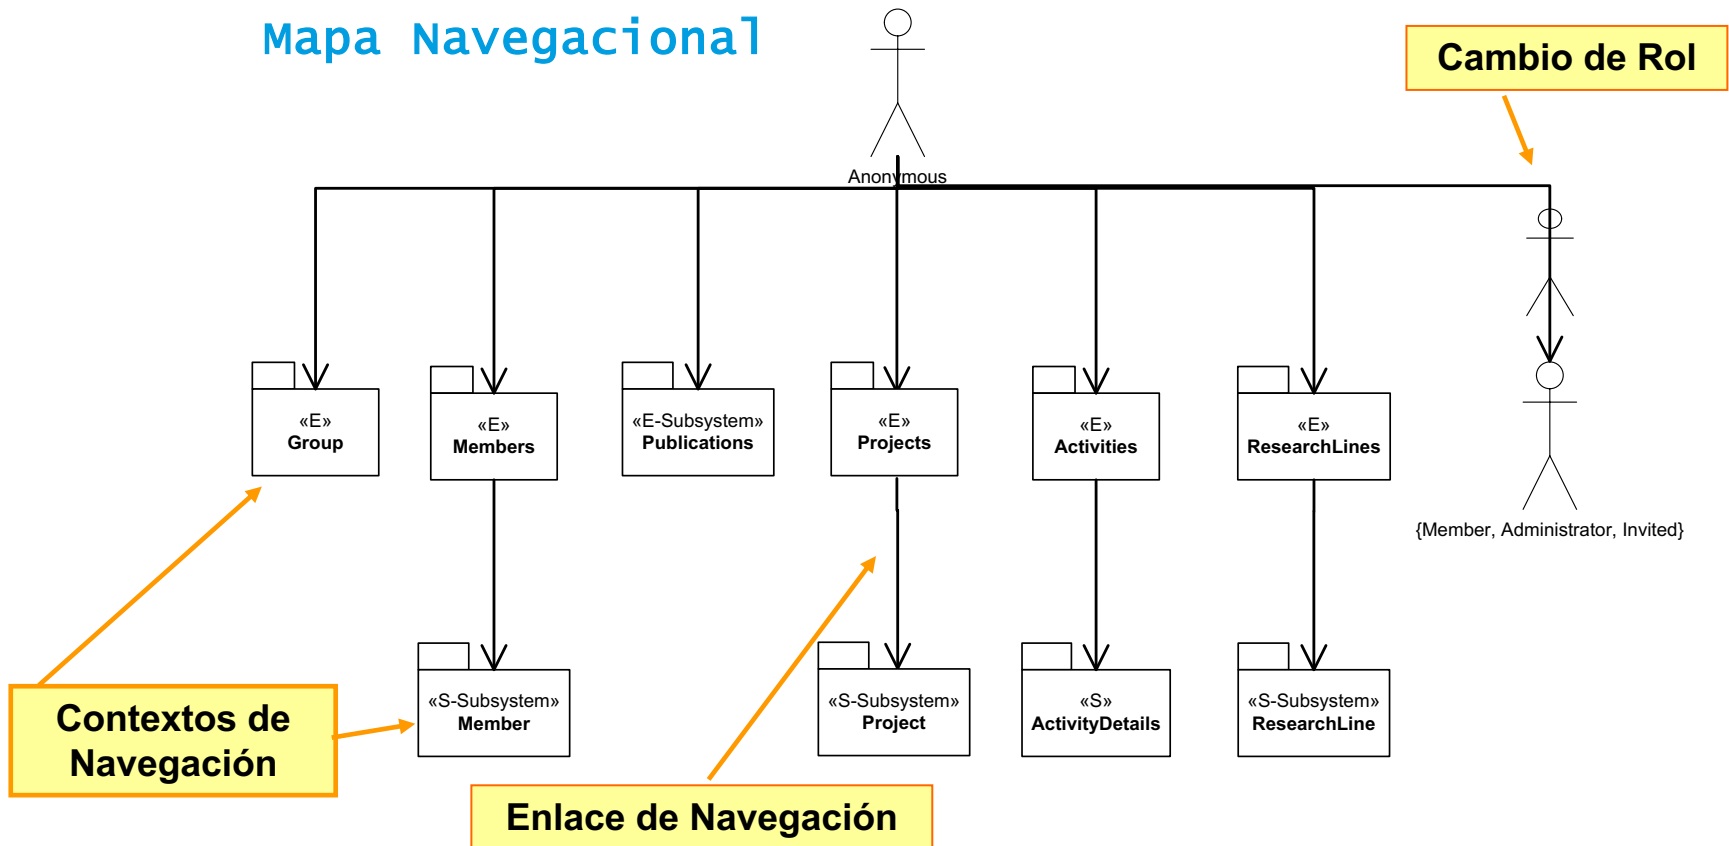 Mapa Navegacional
Cambio de Rol
Anonymous
«E»
Group
«E»
Members
«E-Subsystem»
Publications
«E»
Projects
«E»
Activities
«E»
ResearchLines
{Member, Administrator, Invited}
«S-Subsystem»
Member
«S-Subsystem»
Project
«S»
ActivityDetails
«S-Subsystem»
ResearchLine
Contextos de
Navegación
Enlace de Navegación